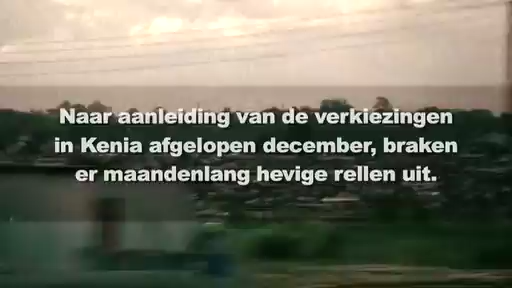 Naar aanleiding van de verkiezingen
in Kenia afgelopen december, braken
er maandenlang hevige rellen uit.